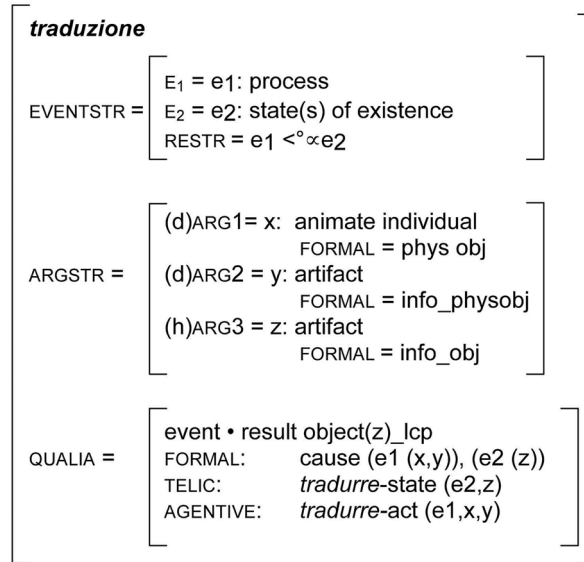 traduzione
E₁ = e1: process
EVENTSTR = E₂ = e2: state(s) of existence
RESTR = e1 <°∝e2
(d)ARG1= x: animate individual
FORMAL = phys obj
ARGSTR = (d)ARG2 = y: artifact
FORMAL = info_physobj
(h)ARG3 = z: artifact
FORMAL = info_obj
event • result object(z)_lcp
QUALIA = FORMAL: cause (e1 (x,y)), (e2 (z))
TELIC: tradurre-state (e2,z)
AGENTIVE: tradurre-act (e1,x,y)